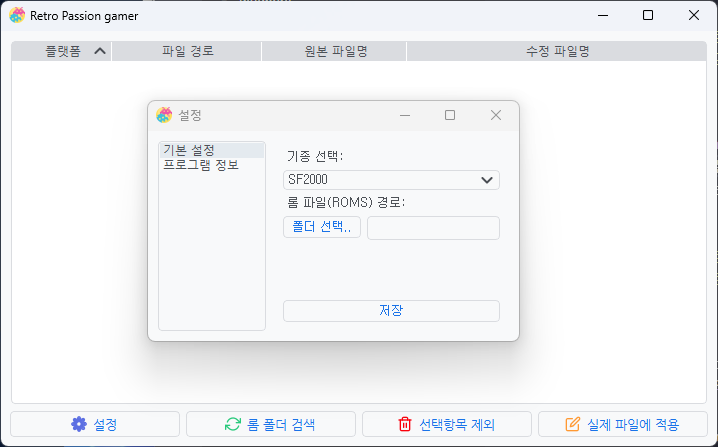 Retro Passion gamer
플랫폼 파일 경로 원본 파일명 수정 파일명
설정
기본 설정
프로그램 정보
기종 선택:
SF2000
롬 파일(ROMS) 경로:
폴더 선택..
저장
설정 롬 폴더 검색 선택항목 제외 실제 파일에 적용